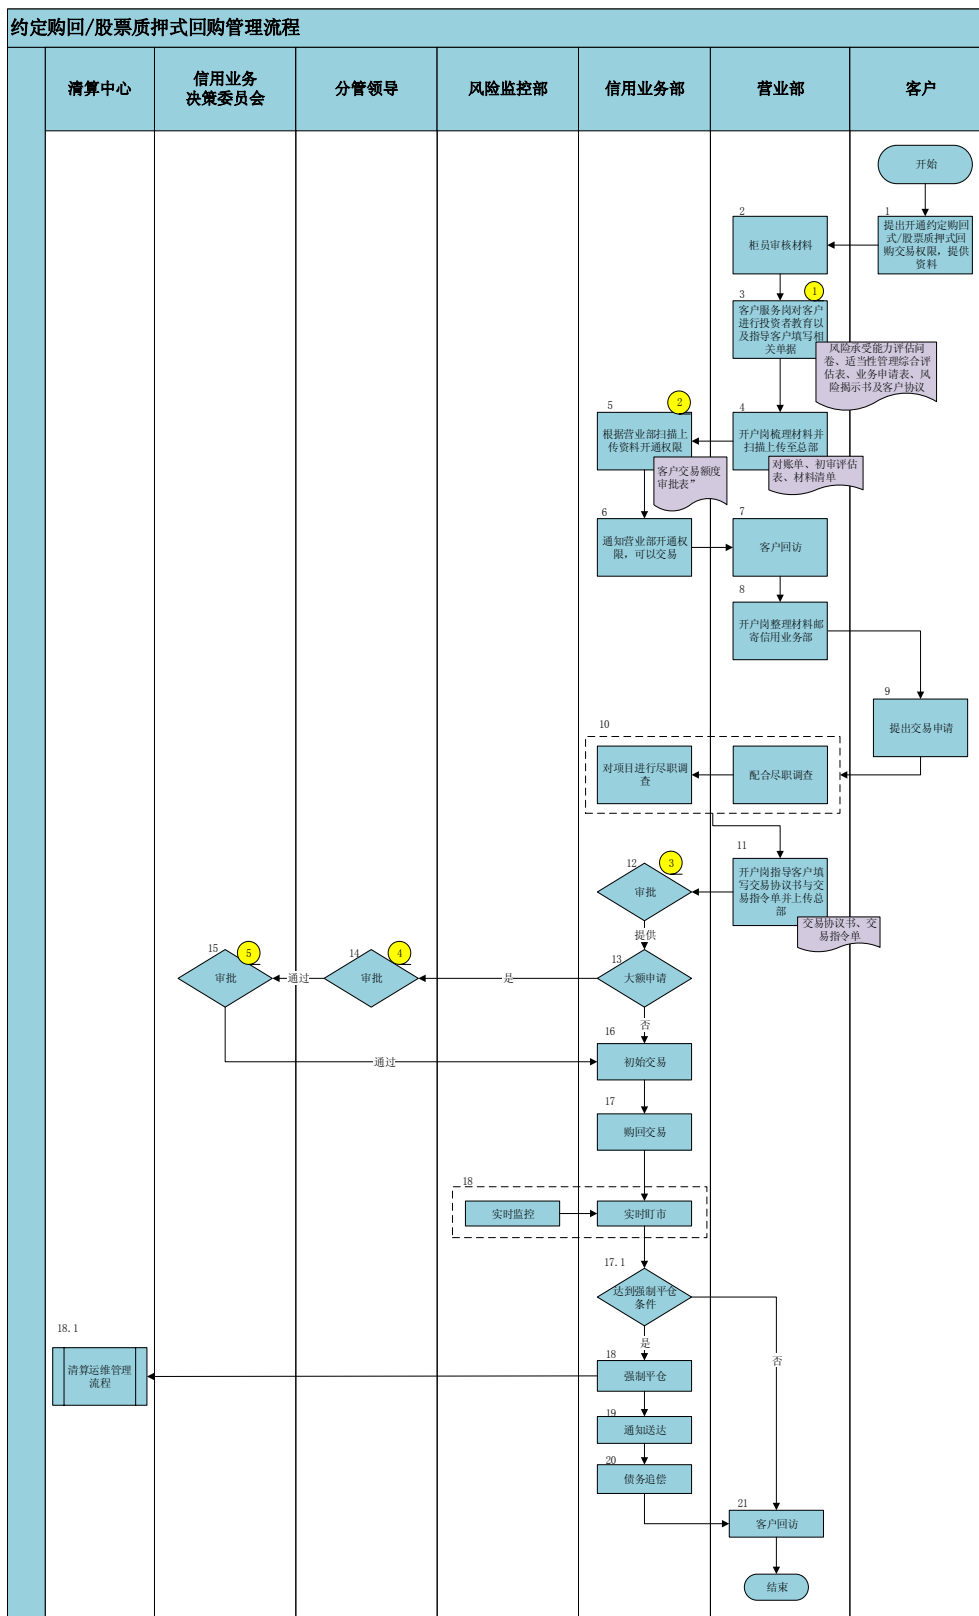 约定购回/股票质押式回购管理流程
清算中心
信用业务
决策委员会
分管领导
风险监控部
信用业务部
营业部
客户
开始
1
提出开通约定购回
式/股票质押式回
购交易权限，提供
资料
2
柜员审核材料
3
1
客户服务岗对客户
进行投资者教育以
及指导客户填写相
关单据
风险承受能力评估问
卷、适当性管理综合评
估表、业务申请表、风
险揭示书及客户协议
4
开户岗梳理材料并
扫描上传至总部
对账单、初审评估
表、材料清单
5
2
根据营业部扫描上
传资料开通权限
客户交易额度
审批表”
6
通知营业部开通权
限，可以交易
7
客户回访
8
开户岗整理材料邮
寄信用业务部
9
提出交易申请
10
对项目进行尽职调
查
配合尽职调查
11
开户岗指导客户填
写交易协议书与交
易指令单并上传总
部
交易协议书、交
易指令单
12
3
审批
提供
13
大额申请
是
14
4
审批
通过
15
5
审批
通过
否
16
初始交易
17
购回交易
18
实时监控
实时盯市
17.1
达到强制平仓
条件
是
否
18
强制平仓
18.1
清算运维管理
流程
19
通知送达
20
债务追偿
21
客户回访
结束